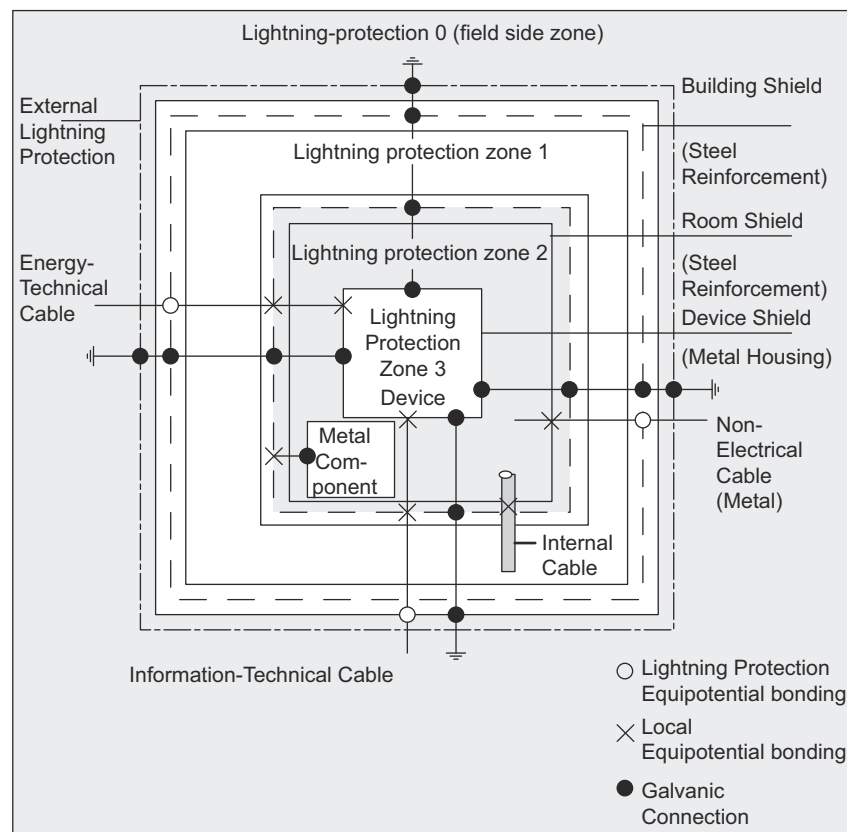 Lightning-protection 0 (field side zone)
External
Lightning
Protection
Building Shield
(Steel
Reinforcement)
Lightning protection zone 1
Room Shield
(Steel
Reinforcement)
Lightning protection zone 2
Energy-
Technical
Cable
Device Shield
(Metal Housing)
Lightning
Protection
Zone 3
Device
Metal
Com-
ponent
Non-
Electrical
Cable
(Metal)
Internal
Cable
Information-Technical Cable
Lightning Protection
Equipotential bonding
Local
Equipotential bonding
Galvanic
Connection